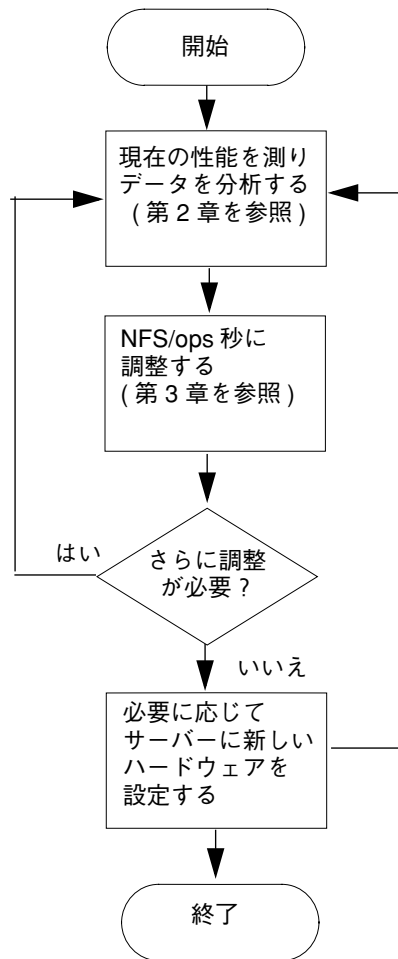 開始
現在の性能を測り
データを分析する
( 第 2 章を参照 )
NFS/ops 秒に
調整する
( 第 3 章を参照 )
はい
さらに調整
が必要 ?
いいえ
必要に応じて
サーバーに新しい
ハードウェアを
設定する
終了